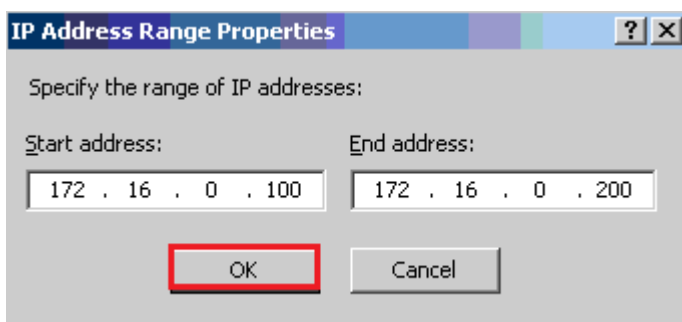 IP Address Range Properties
Specify the range of IP addresses:
Start address: End address:
172 . 16 . 0 . 100 172 . 16 . 0 . 200
OK Cancel